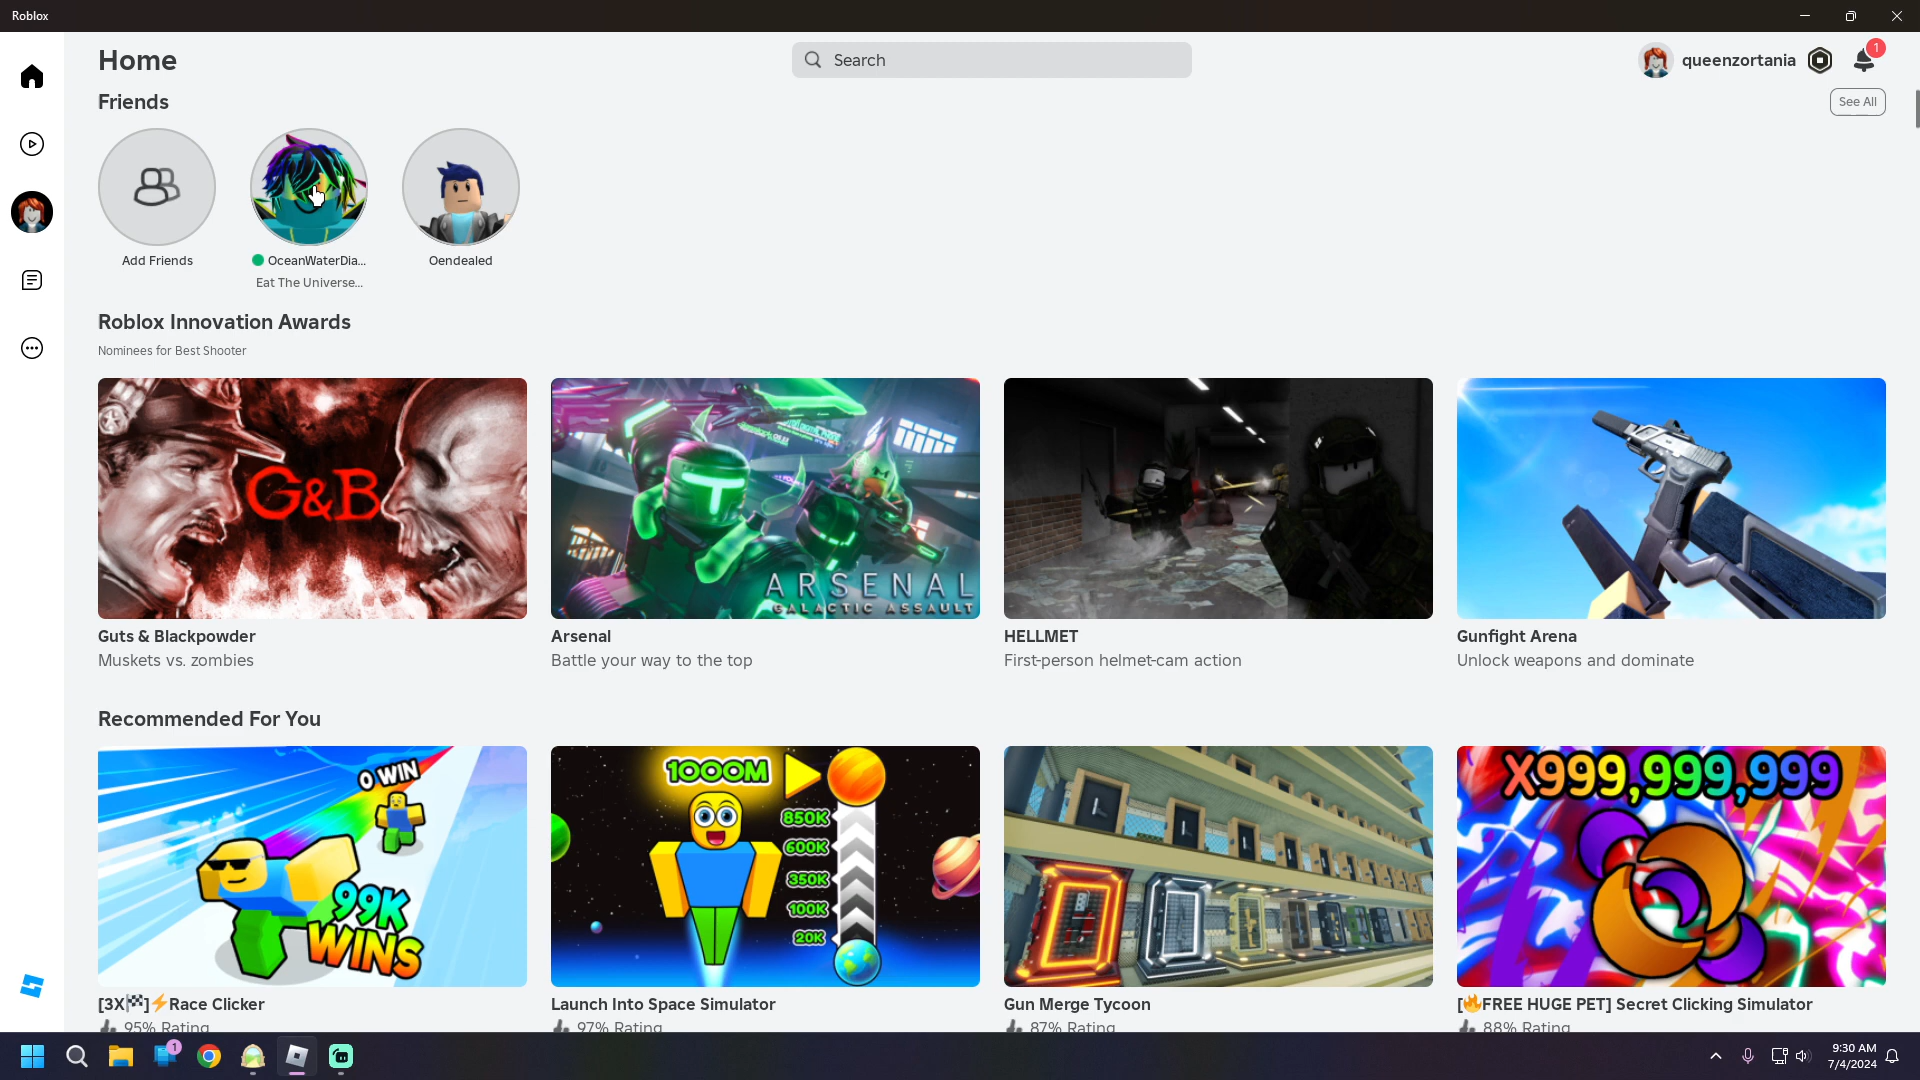 Roblox
Home
Search
queenzortania
1
Friends
See All
Add Friends
OceanWaterDia...
Oendealed
Eat The Universe...
Roblox Innovation Awards
Nominees for Best Shooter
G&B
ARSENAL
GALACTIC ASSAULT
Guts & Blackpowder
Arsenal
HELLMET
Gunfight Arena
Muskets vs. zombies
Battle your way to the top
First-person helmet-cam action
Unlock weapons and dominate
Recommended For You
0 WIN
99K
WINS
1000M
850K
600K
350K
100K
20K
X999,999,999
[3X🏁]⚡Race Clicker
Launch Into Space Simulator
Gun Merge Tycoon
[🔥FREE HUGE PET] Secret Clicking Simulator
95% Rating
97% Rating
87% Rating
88% Rating
1
9:30 AM
7/4/2024